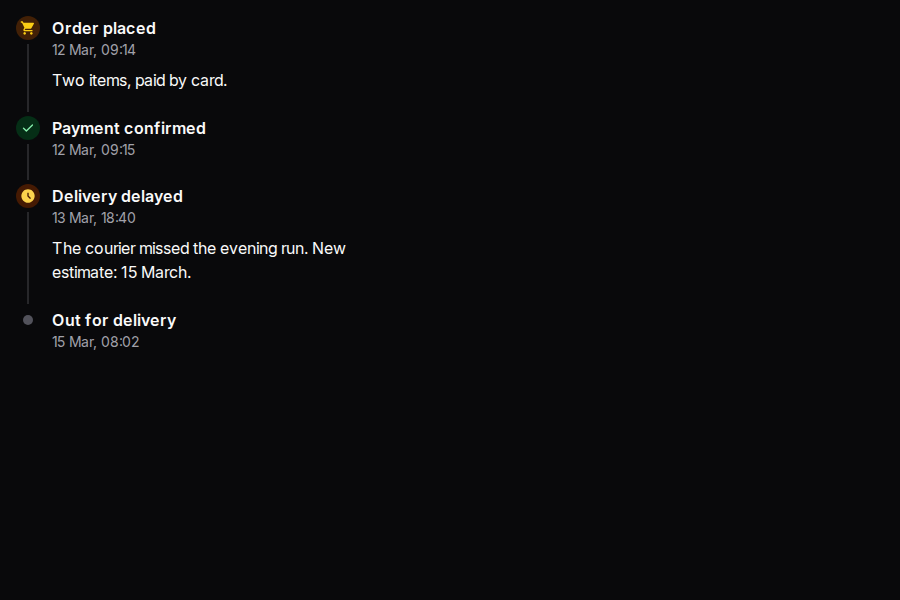 Order placed
12 Mar, 09:14
Two items, paid by card.
Payment confirmed
12 Mar, 09:15
Delivery delayed
13 Mar, 18:40
The courier missed the evening run. New
estimate: 15 March.
Out for delivery
15 Mar, 08:02